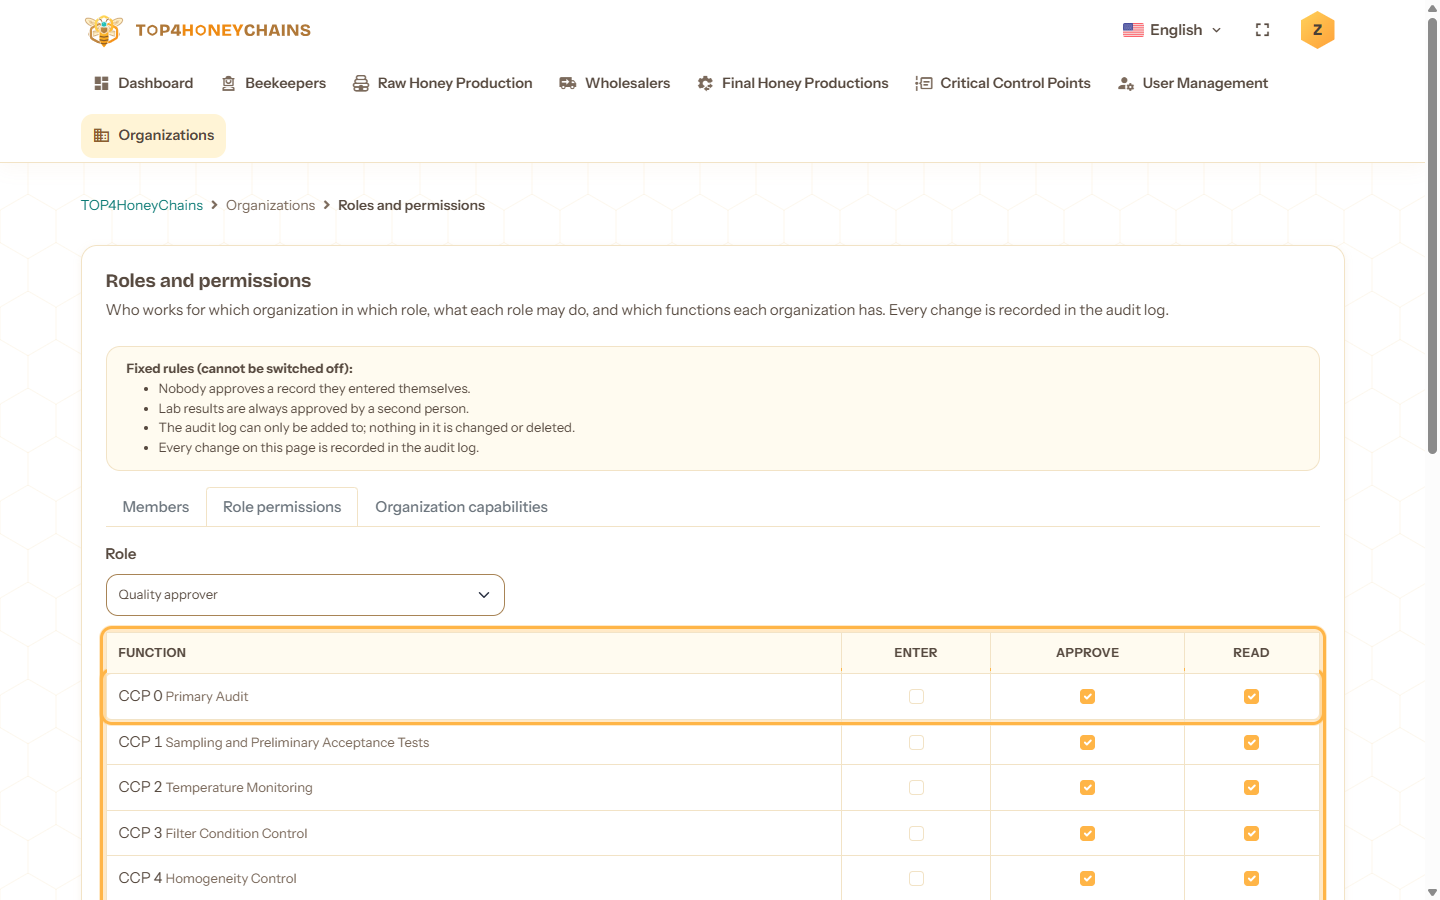 TOP4HONEYCHAINS
English
Z
Dashboard
Beekeepers
Raw Honey Production
Wholesalers
Final Honey Productions
Critical Control Points
User Management
Organizations
TOP4HoneyChains > Organizations > Roles and permissions
Roles and permissions
Who works for which organization in which role, what each role may do, and which functions each organization has. Every change is recorded in the audit log.
Fixed rules (cannot be switched off):
• Nobody approves a record they entered themselves.
• Lab results are always approved by a second person.
• The audit log can only be added to; nothing in it is changed or deleted.
• Every change on this page is recorded in the audit log.
Members
Role permissions
Organization capabilities
Role
Quality approver
FUNCTION ENTER APPROVE READ
CCP 0 Primary Audit
CCP 1 Sampling and Preliminary Acceptance Tests
CCP 2 Temperature Monitoring
CCP 3 Filter Condition Control
CCP 4 Homogeneity Control